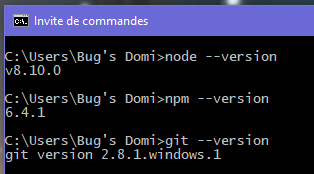 Invite de commandes
C:\Users\Bug's Domi>node --version
v8.10.0
C:\Users\Bug's Domi>npm --version
6.4.1
C:\Users\Bug's Domi>git --version
git version 2.8.1.windows.1